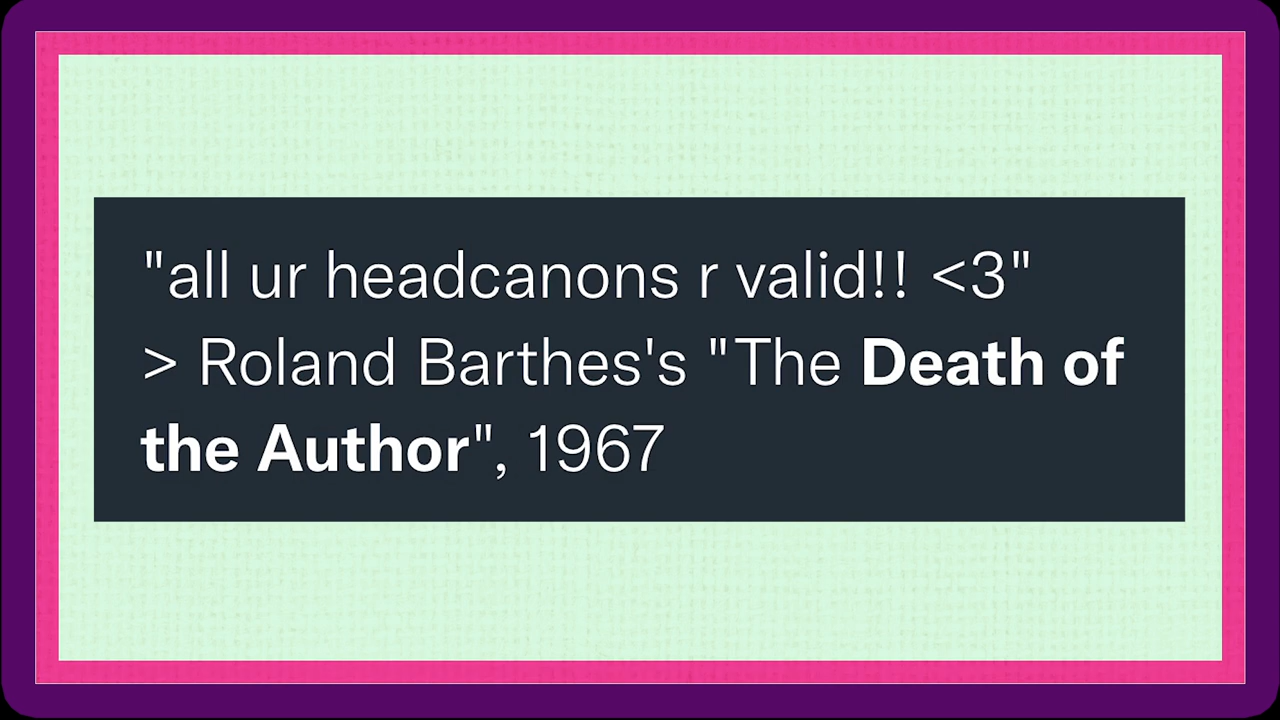 "all ur headcanons r valid!! <3"
> Roland Barthes's "The Death of
the Author", 1967